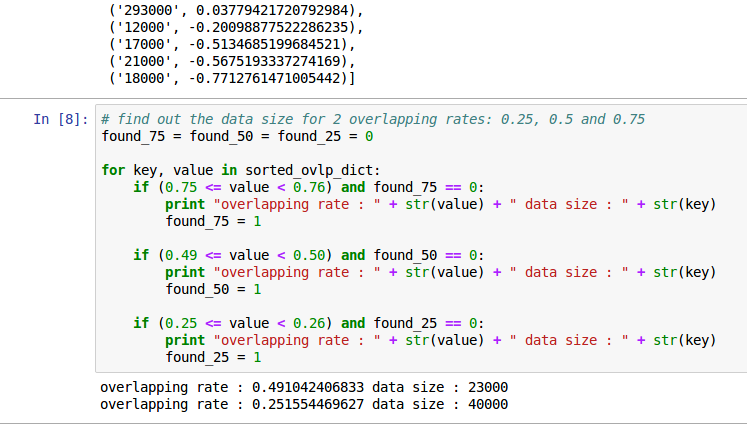 ('293000', 0.03779421720792984),
('12000', -0.20098877522286235),
('17000', -0.5134685199684521),
('21000', -0.5675193337274169),
('18000', -0.7712761471005442)]
In [8]: # find out the data size for 2 overlapping rates: 0.25, 0.5 and 0.75
found_75 = found_50 = found_25 = 0
for key, value in sorted_ovlp_dict:
    if (0.75 <= value < 0.76) and found_75 == 0:
        print "overlapping rate : " + str(value) + " data size : " + str(key)
        found_75 = 1
    if (0.49 <= value < 0.50) and found_50 == 0:
        print "overlapping rate : " + str(value) + " data size : " + str(key)
        found_50 = 1
    if (0.25 <= value < 0.26) and found_25 == 0:
        print "overlapping rate : " + str(value) + " data size : " + str(key)
        found_25 = 1
overlapping rate : 0.491042406833 data size : 23000
overlapping rate : 0.251554469627 data size : 40000